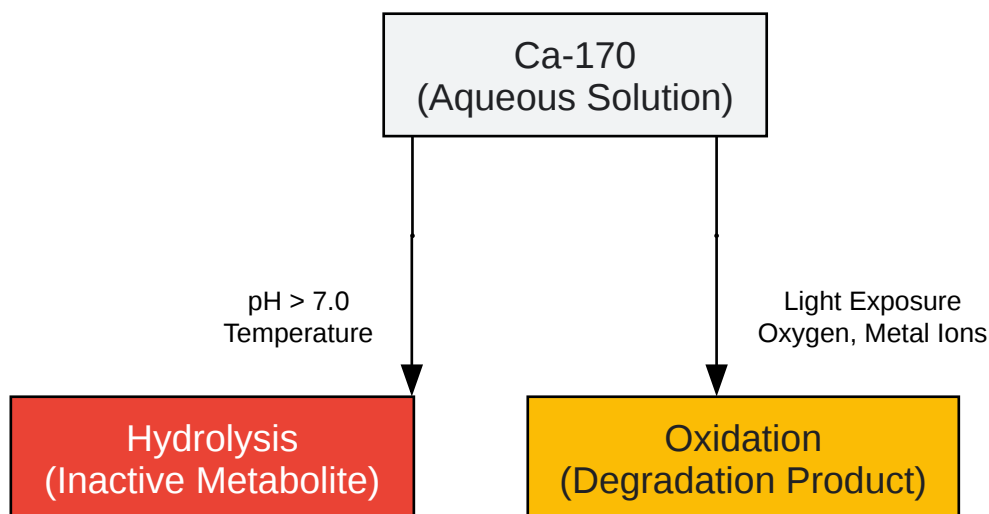 Ca-170
(Aqueous Solution)
pH > 7.0
Temperature
Light Exposure
Oxygen, Metal Ions
Hydrolysis
(Inactive Metabolite)
Oxidation
(Degradation Product)